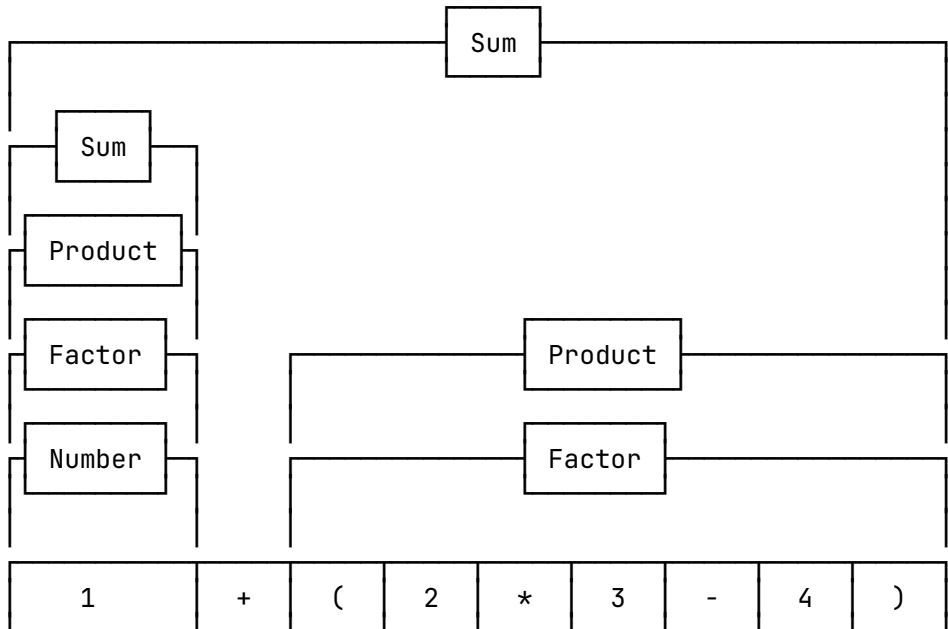 Sum
Sum
Product
Factor Product
Number Factor
1 + ( 2 * 3 - 4 )